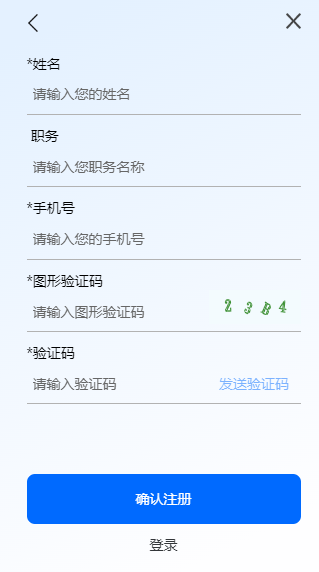 *姓名
请输入您的姓名
职务
请输入您职务名称
*手机号
请输入您的手机号
*图形验证码
请输入图形验证码 23B4
*验证码
请输入验证码 发送验证码
确认注册
登录